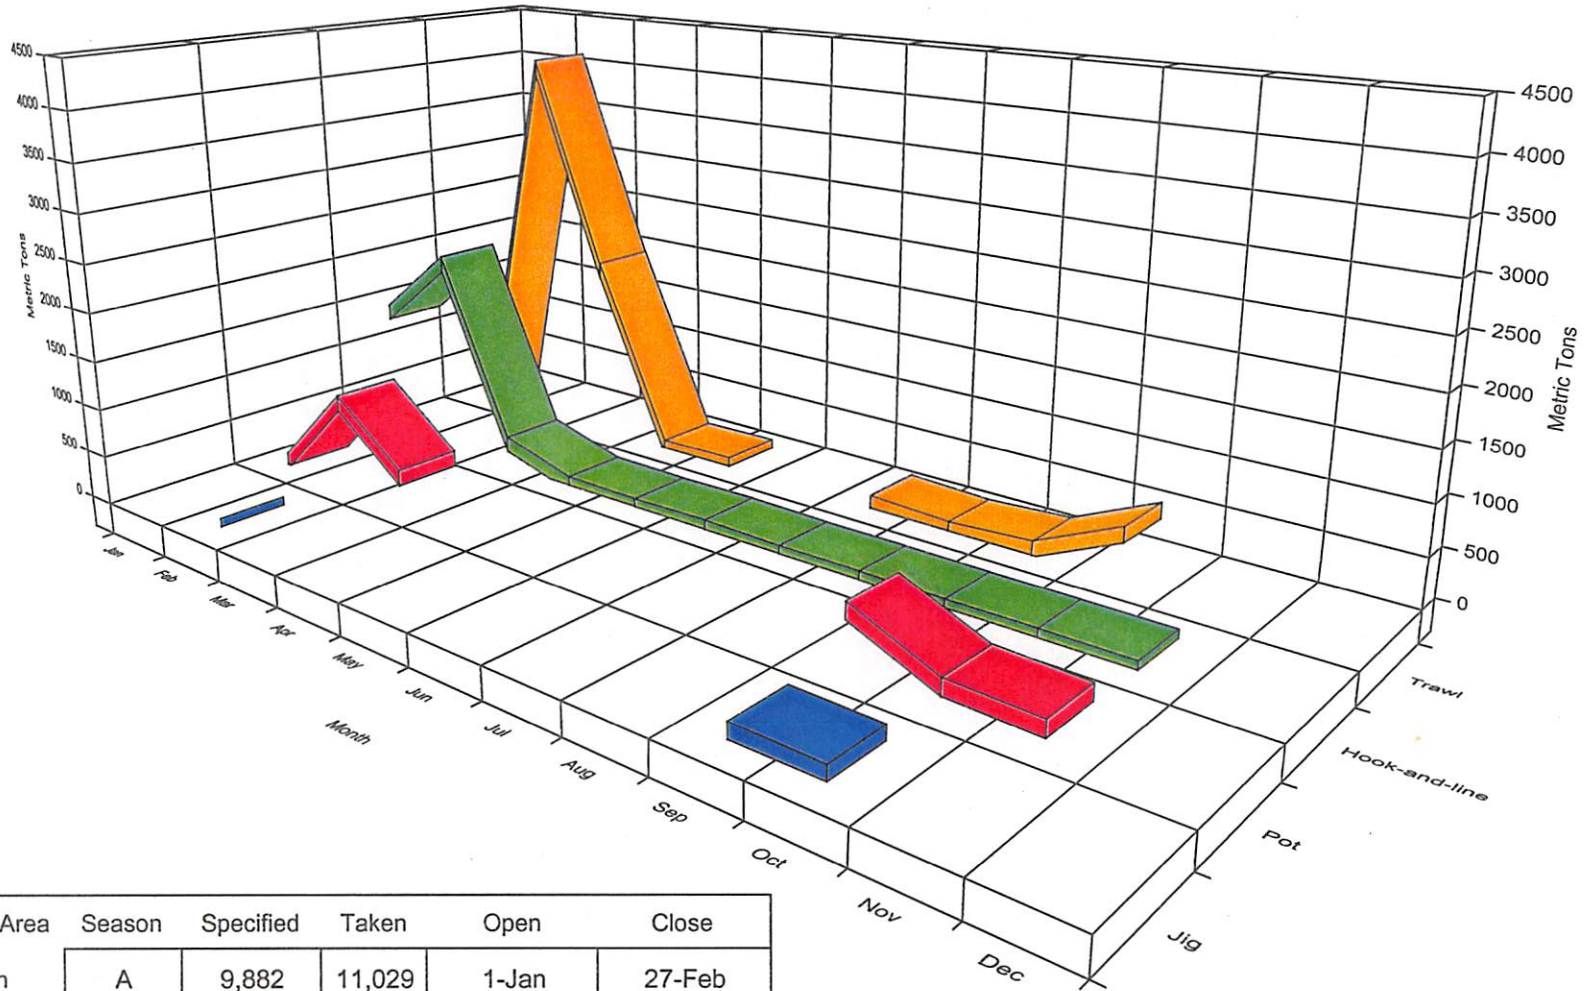 4500
4000
3500
3000
2500
2000
1500
1000
500
0
Metric Tons
4500
4000
3500
3000
2500
2000
1500
1000
500
0
Metric Tons
Jan
Feb
Mar
Apr
May
Jun
Jul
Aug
Sep
Oct
Nov
Dec
Month
Trawl
Hook-and-line
Pot
Jig
Area Season Specified Taken Open Close
A 9,882 11,029 1-Jan 27-Feb